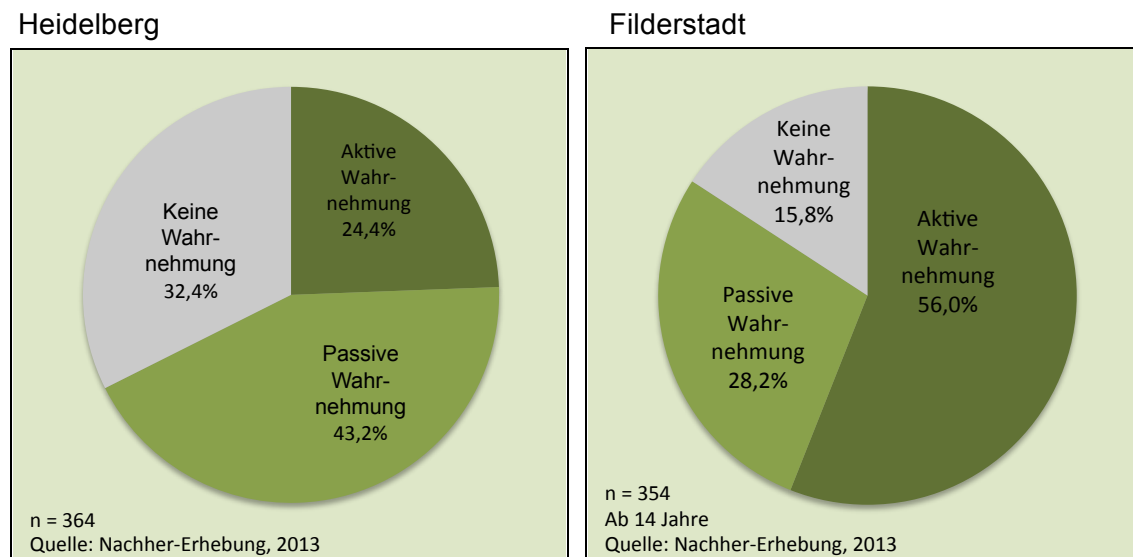 Heidelberg
Aktive
Wahr-
nehmung
24,4%
Keine
Wahr-
nehmung
32,4%
Passive
Wahr-
nehmung
43,2%
n = 364
Quelle: Nachher-Erhebung, 2013
Filderstadt
Keine
Wahr-
nehmung
15,8%
Aktive
Wahr-
nehmung
56,0%
Passive
Wahr-
nehmung
28,2%
n = 354
Ab 14 Jahre
Quelle: Nachher-Erhebung, 2013